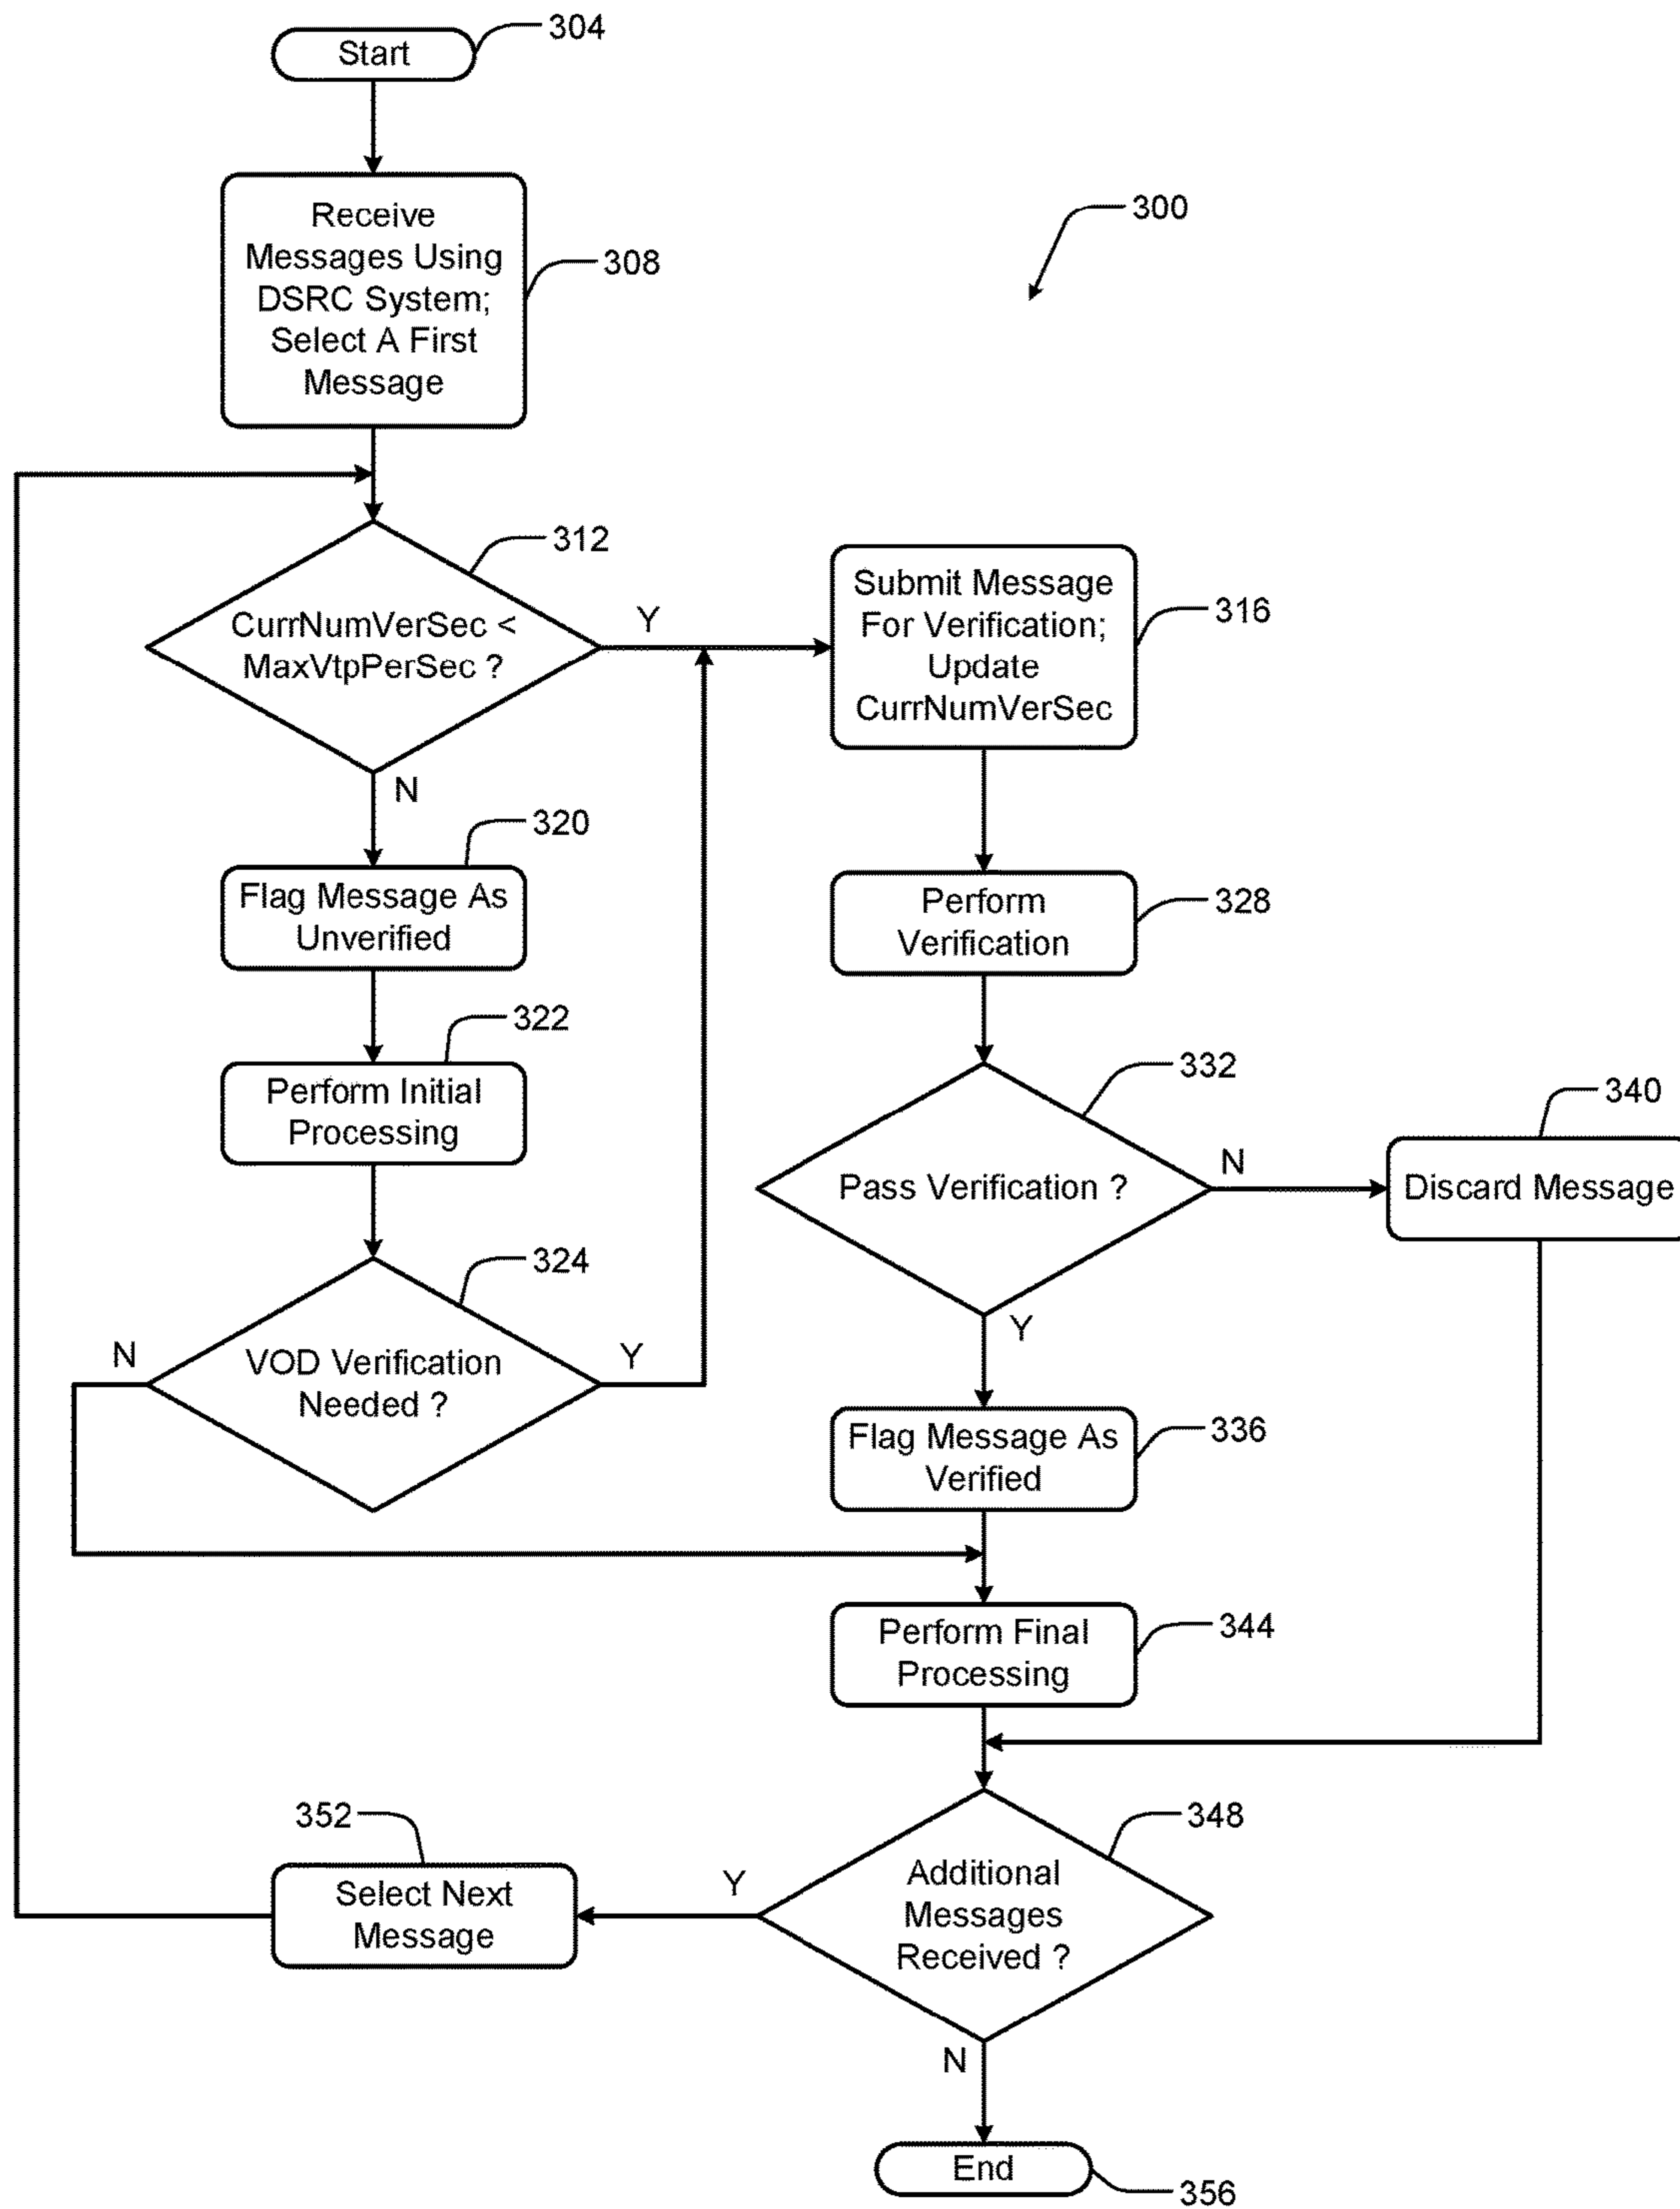 Start
304
Receive
Messages Using
DSRC System;
Select A First
Message
308
300
312
CurrNumVerSec <
MaxVtpPerSec ?
Y
N
Submit Message
For Verification;
Update
CurrNumVerSec
316
320
Flag Message As
Unverified
Perform
Verification
328
322
Perform Initial
Processing
332
Pass Verification ?
N
Y
340
Discard Message
324
VOD Verification
Needed ?
N
Y
Flag Message As
Verified
336
Perform Final
Processing
344
352
Select Next
Message
Y
348
Additional
Messages
Received ?
N
End
356